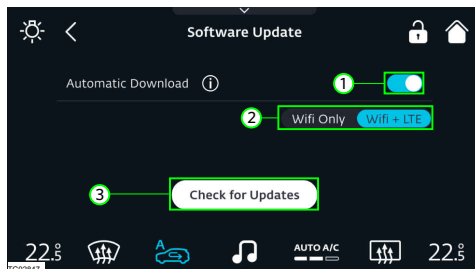 Software Update
Automatic Download i 1
2 Wifi Only Wifi + LTE
3 Check for Updates
A
22.5° AUTO A/C 22.5°